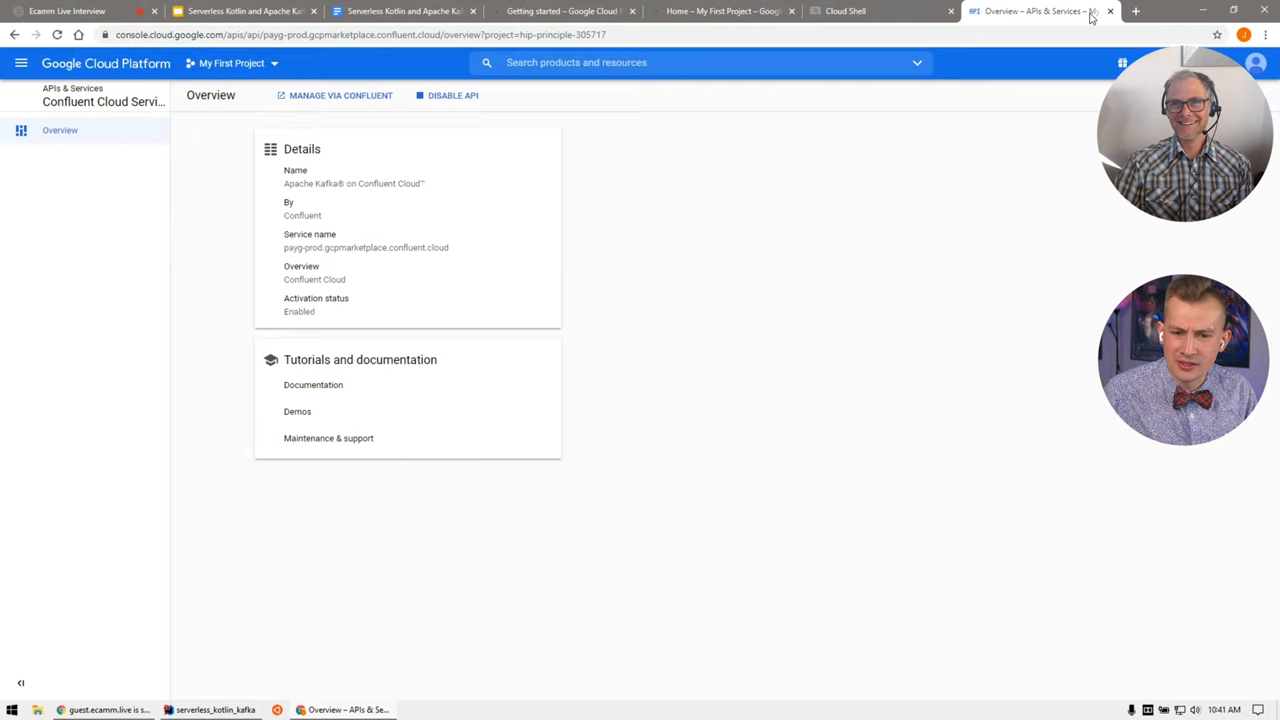 Ecamm Live Interview
Serverless Kotlin and Apache Ka
Serverless Kotlin and Apache Kaf
Getting started – Google Cloud P
Home – My First Project – Goog
Cloud Shell
Overview – APIs & Services – My
console.cloud.google.com/apis/api/payg-prod.gcpmarketplace.confluent.cloud/overview?project=hip-principle-305717
J
Google Cloud Platform
My First Project
Search products and resources
APIs & Services
Confluent Cloud Servi...
Overview
MANAGE VIA CONFLUENT
DISABLE API
Overview
Details
Name
Apache Kafka® on Confluent Cloud™
By
Confluent
Service name
payg-prod.gcpmarketplace.confluent.cloud
Overview
Confluent Cloud
Activation status
Enabled
Tutorials and documentation
Documentation
Demos
Maintenance & support
guest.ecamm.live is s...
serverless_kotlin_kafka
Overview – APIs & Se...
10:41 AM